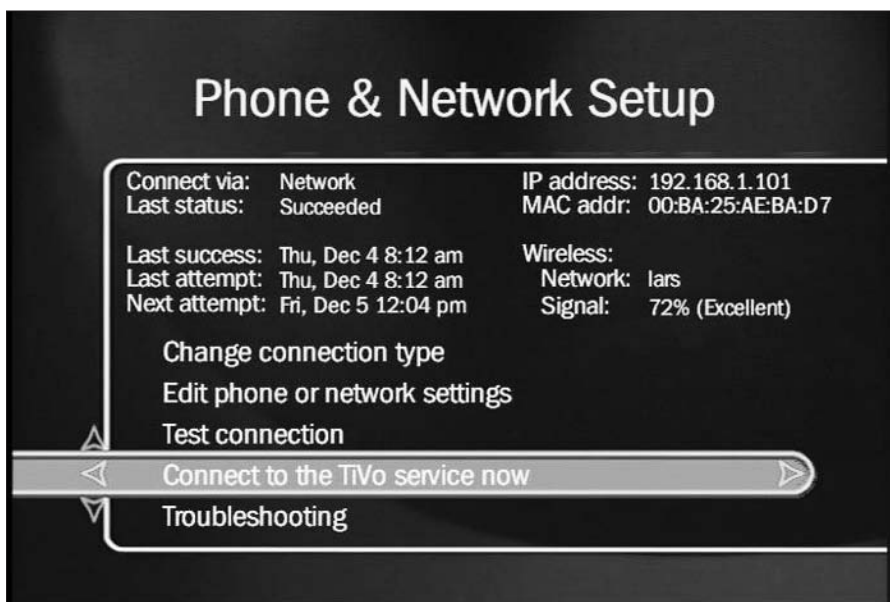 Phone & Network Setup
Connect via: Network
Last status: Succeeded
IP address: 192.168.1.101
MAC addr: 00:BA:25:AE:BA:D7
Last success: Thu, Dec 4 8:12 am
Last attempt: Thu, Dec 4 8:12 am
Next attempt: Fri, Dec 5 12:04 pm
Wireless:
Network: lars
Signal: 72% (Excellent)
Change connection type
Edit phone or network settings
Test connection
Connect to the TiVo service now
Troubleshooting